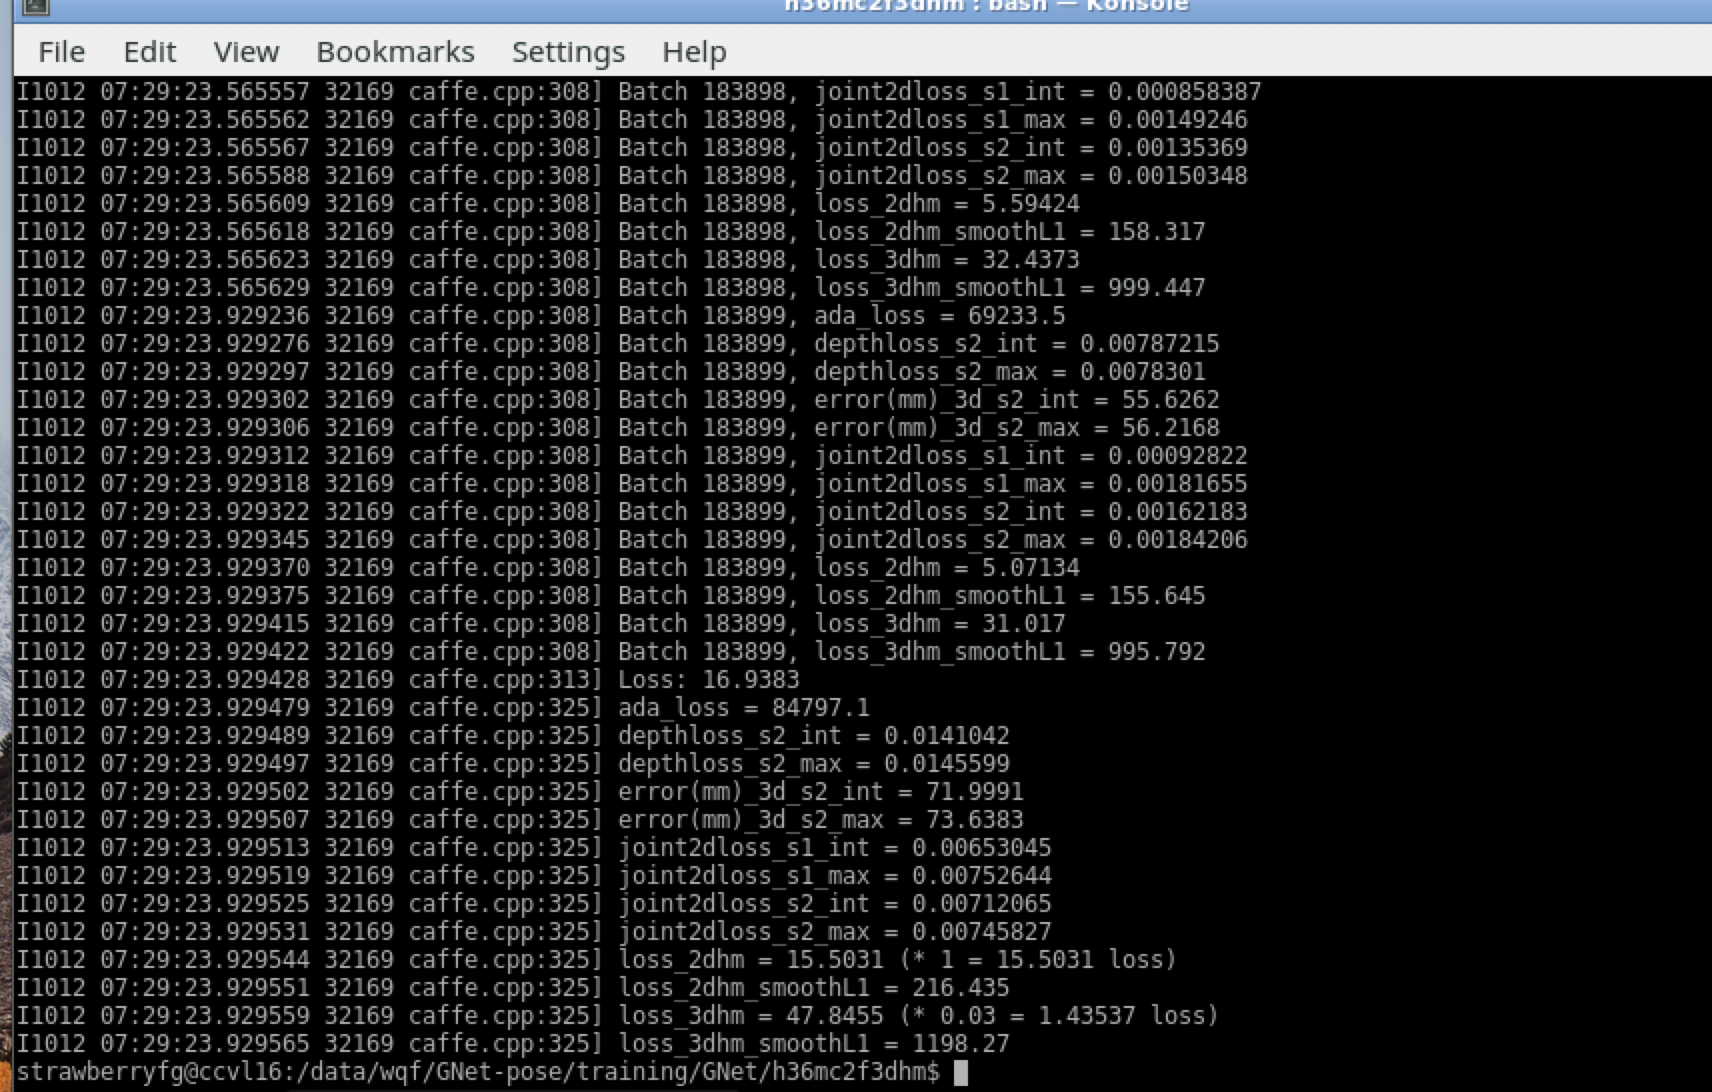 h36mc2f3dhm : bash — Konsole
File Edit View Bookmarks Settings Help
I1012 07:29:23.565557 32169 caffe.cpp:308] Batch 183898, joint2dloss_s1_int = 0.000858387
I1012 07:29:23.565562 32169 caffe.cpp:308] Batch 183898, joint2dloss_s1_max = 0.00149246
I1012 07:29:23.565567 32169 caffe.cpp:308] Batch 183898, joint2dloss_s2_int = 0.00135369
I1012 07:29:23.565588 32169 caffe.cpp:308] Batch 183898, joint2dloss_s2_max = 0.00150348
I1012 07:29:23.565609 32169 caffe.cpp:308] Batch 183898, loss_2dhm = 5.59424
I1012 07:29:23.565618 32169 caffe.cpp:308] Batch 183898, loss_2dhm_smoothL1 = 158.317
I1012 07:29:23.565623 32169 caffe.cpp:308] Batch 183898, loss_3dhm = 32.4373
I1012 07:29:23.565629 32169 caffe.cpp:308] Batch 183898, loss_3dhm_smoothL1 = 999.447
I1012 07:29:23.929236 32169 caffe.cpp:308] Batch 183899, ada_loss = 69233.5
I1012 07:29:23.929276 32169 caffe.cpp:308] Batch 183899, depthloss_s2_int = 0.00787215
I1012 07:29:23.929297 32169 caffe.cpp:308] Batch 183899, depthloss_s2_max = 0.0078301
I1012 07:29:23.929302 32169 caffe.cpp:308] Batch 183899, error(mm)_3d_s2_int = 55.6262
I1012 07:29:23.929306 32169 caffe.cpp:308] Batch 183899, error(mm)_3d_s2_max = 56.2168
I1012 07:29:23.929312 32169 caffe.cpp:308] Batch 183899, joint2dloss_s1_int = 0.00092822
I1012 07:29:23.929318 32169 caffe.cpp:308] Batch 183899, joint2dloss_s1_max = 0.00181655
I1012 07:29:23.929322 32169 caffe.cpp:308] Batch 183899, joint2dloss_s2_int = 0.00162183
I1012 07:29:23.929345 32169 caffe.cpp:308] Batch 183899, joint2dloss_s2_max = 0.00184206
I1012 07:29:23.929370 32169 caffe.cpp:308] Batch 183899, loss_2dhm = 5.07134
I1012 07:29:23.929375 32169 caffe.cpp:308] Batch 183899, loss_2dhm_smoothL1 = 155.645
I1012 07:29:23.929415 32169 caffe.cpp:308] Batch 183899, loss_3dhm = 31.017
I1012 07:29:23.929422 32169 caffe.cpp:308] Batch 183899, loss_3dhm_smoothL1 = 995.792
I1012 07:29:23.929428 32169 caffe.cpp:313] Loss: 16.9383
I1012 07:29:23.929479 32169 caffe.cpp:325] ada_loss = 84797.1
I1012 07:29:23.929489 32169 caffe.cpp:325] depthloss_s2_int = 0.0141042
I1012 07:29:23.929497 32169 caffe.cpp:325] depthloss_s2_max = 0.0145599
I1012 07:29:23.929502 32169 caffe.cpp:325] error(mm)_3d_s2_int = 71.9991
I1012 07:29:23.929507 32169 caffe.cpp:325] error(mm)_3d_s2_max = 73.6383
I1012 07:29:23.929513 32169 caffe.cpp:325] joint2dloss_s1_int = 0.00653045
I1012 07:29:23.929519 32169 caffe.cpp:325] joint2dloss_s1_max = 0.00752644
I1012 07:29:23.929525 32169 caffe.cpp:325] joint2dloss_s2_int = 0.00712065
I1012 07:29:23.929531 32169 caffe.cpp:325] joint2dloss_s2_max = 0.00745827
I1012 07:29:23.929544 32169 caffe.cpp:325] loss_2dhm = 15.5031 (* 1 = 15.5031 loss)
I1012 07:29:23.929551 32169 caffe.cpp:325] loss_2dhm_smoothL1 = 216.435
I1012 07:29:23.929559 32169 caffe.cpp:325] loss_3dhm = 47.8455 (* 0.03 = 1.43537 loss)
I1012 07:29:23.929565 32169 caffe.cpp:325] loss_3dhm_smoothL1 = 1198.27
strawberryfg@ccvl16:/data/wqf/GNet-pose/training/GNet/h36mc2f3dhm$